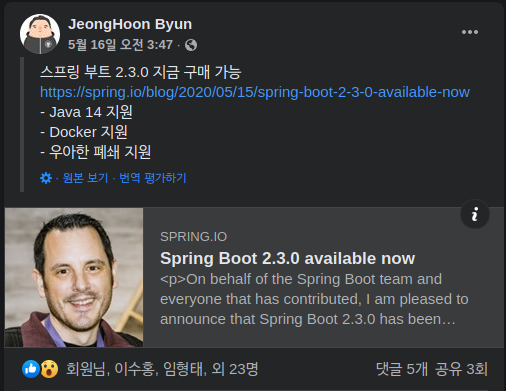 JeongHoon Byun
5월 16일 오전 3:47 ·
스프링 부트 2.3.0 지금 구매 가능
https://spring.io/blog/2020/05/15/spring-boot-2-3-0-available-now
- Java 14 지원
- Docker 지원
- 우아한 폐쇄 지원
· 원본 보기 · 번역 평가하기
SPRING.IO
Spring Boot 2.3.0 available now
<p>On behalf of the Spring Boot team and
everyone that has contributed, I am pleased to
announce that Spring Boot 2.3.0 has been…
회원님, 이수홍, 임형태, 외 23명
댓글 5개 공유 3회